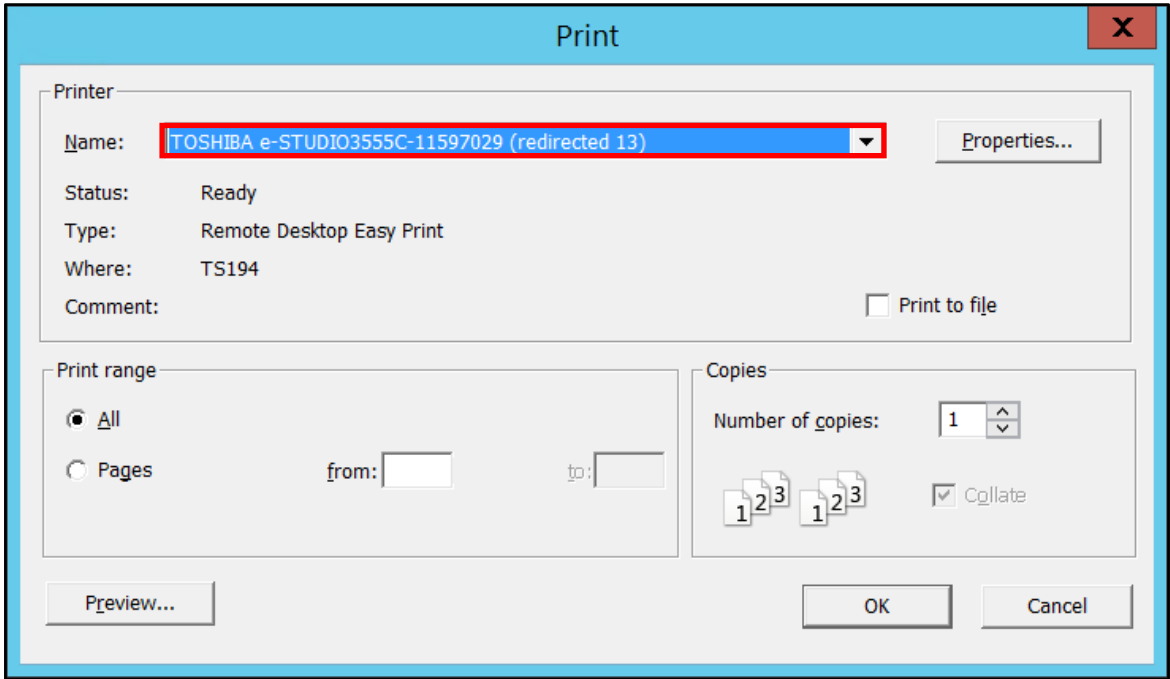 Print
X
Printer
Name: TOSHIBA e-STUDIO3555C-11597029 (redirected 13) Properties...
Status: Ready
Type: Remote Desktop Easy Print
Where: TS194
Comment: Print to file
Print range
All
Pages from: to:
Copies
Number of copies: 1
1 2 3 1 2 3 Collate
Preview... OK Cancel